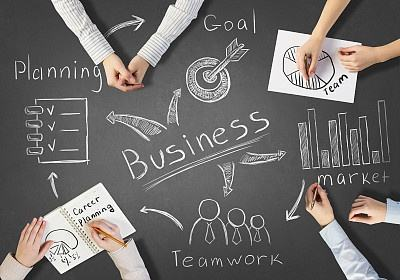 Goal
Planning
Team
Business
Career
Planning
market
Teamwork